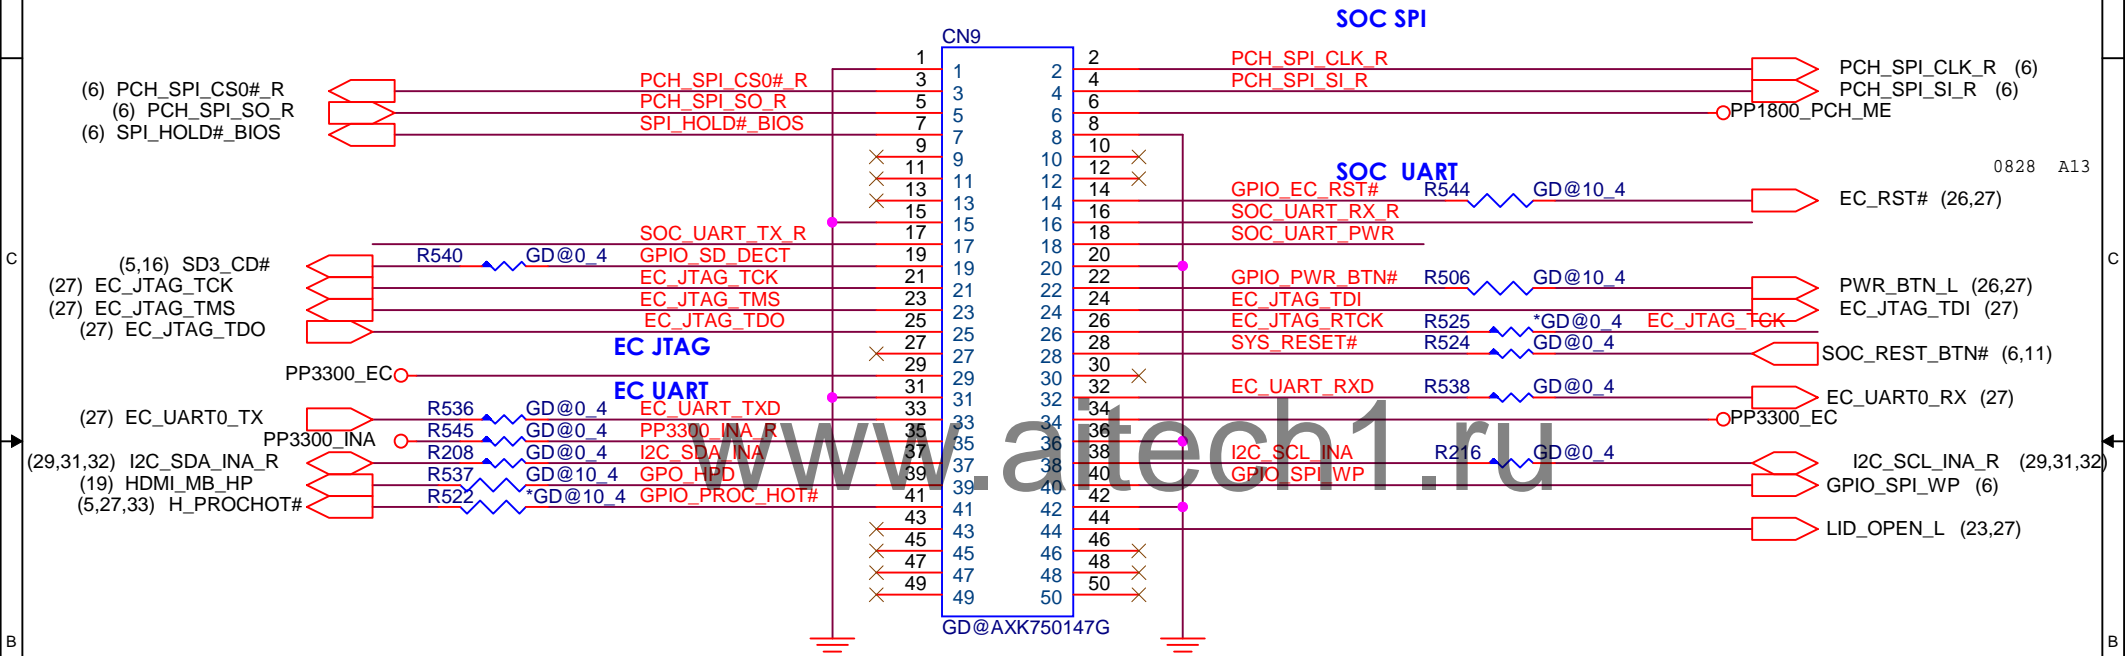 SOC SPI
CN9
1 1 2 2 PCH_SPI_CLK_R PCH_SPI_CLK_R (6)
(6) PCH_SPI_CS0#_R PCH_SPI_CS0#_R 3 3 4 4 PCH_SPI_SI_R PCH_SPI_SI_R (6)
(6) PCH_SPI_SO_R PCH_SPI_SO_R 5 5 6 6 PP1800_PCH_ME
(6) SPI_HOLD#_BIOS SPI_HOLD#_BIOS 7 7 8 8
9 9 10 10
0828 A13
11 11 12 12 SOC UART
13 13 14 14 GPIO_EC_RST# R544 GD@10_4 EC_RST# (26,27)
15 15 16 16 SOC_UART_RX_R
SOC_UART_TX_R 17 17 18 18 SOC_UART_PWR
C (5,16) SD3_CD# R540 GD@0_4 GPIO_SD_DECT 19 19 20 20 C
(27) EC_JTAG_TCK EC_JTAG_TCK 21 21 22 22 GPIO_PWR_BTN# R506 GD@10_4 PWR_BTN_L (26,27)
(27) EC_JTAG_TMS EC_JTAG_TMS 23 23 24 24 EC_JTAG_TDI EC_JTAG_TDI (27)
(27) EC_JTAG_TDO EC_JTAG_TDO 25 25 26 26 EC_JTAG_RTCK R525 *GD@0_4 EC_JTAG_TCK
EC JTAG 27 27 28 28 SYS_RESET# R524 GD@0_4 SOC_REST_BTN# (6,11)
PP3300_EC 29 29 30 30
EC UART 31 31 32 32 EC_UART_RXD R538 GD@0_4 EC_UART0_RX (27)
(27) EC_UART0_TX R536 GD@0_4 EC_UART_TXD 33 33 34 34 PP3300_EC
PP3300_INA R545 GD@0_4 PP3300_INA_R 35 35 36 36
www.aitech1.ru
(29,31,32) I2C_SDA_INA_R R208 GD@0_4 I2C_SDA_INA 37 37 38 38 I2C_SCL_INA R216 GD@0_4 I2C_SCL_INA_R (29,31,32)
(19) HDMI_MB_HP R537 GD@10_4 GPO_HPD 39 39 40 40 GPIO_SPI_WP GPIO_SPI_WP (6)
(5,27,33) H_PROCHOT# R522 *GD@10_4 GPIO_PROC_HOT# 41 41 42 42
43 43 44 44 LID_OPEN_L (23,27)
45 45 46 46
47 47 48 48
49 49 50 50
GD@AXK750147G
B B